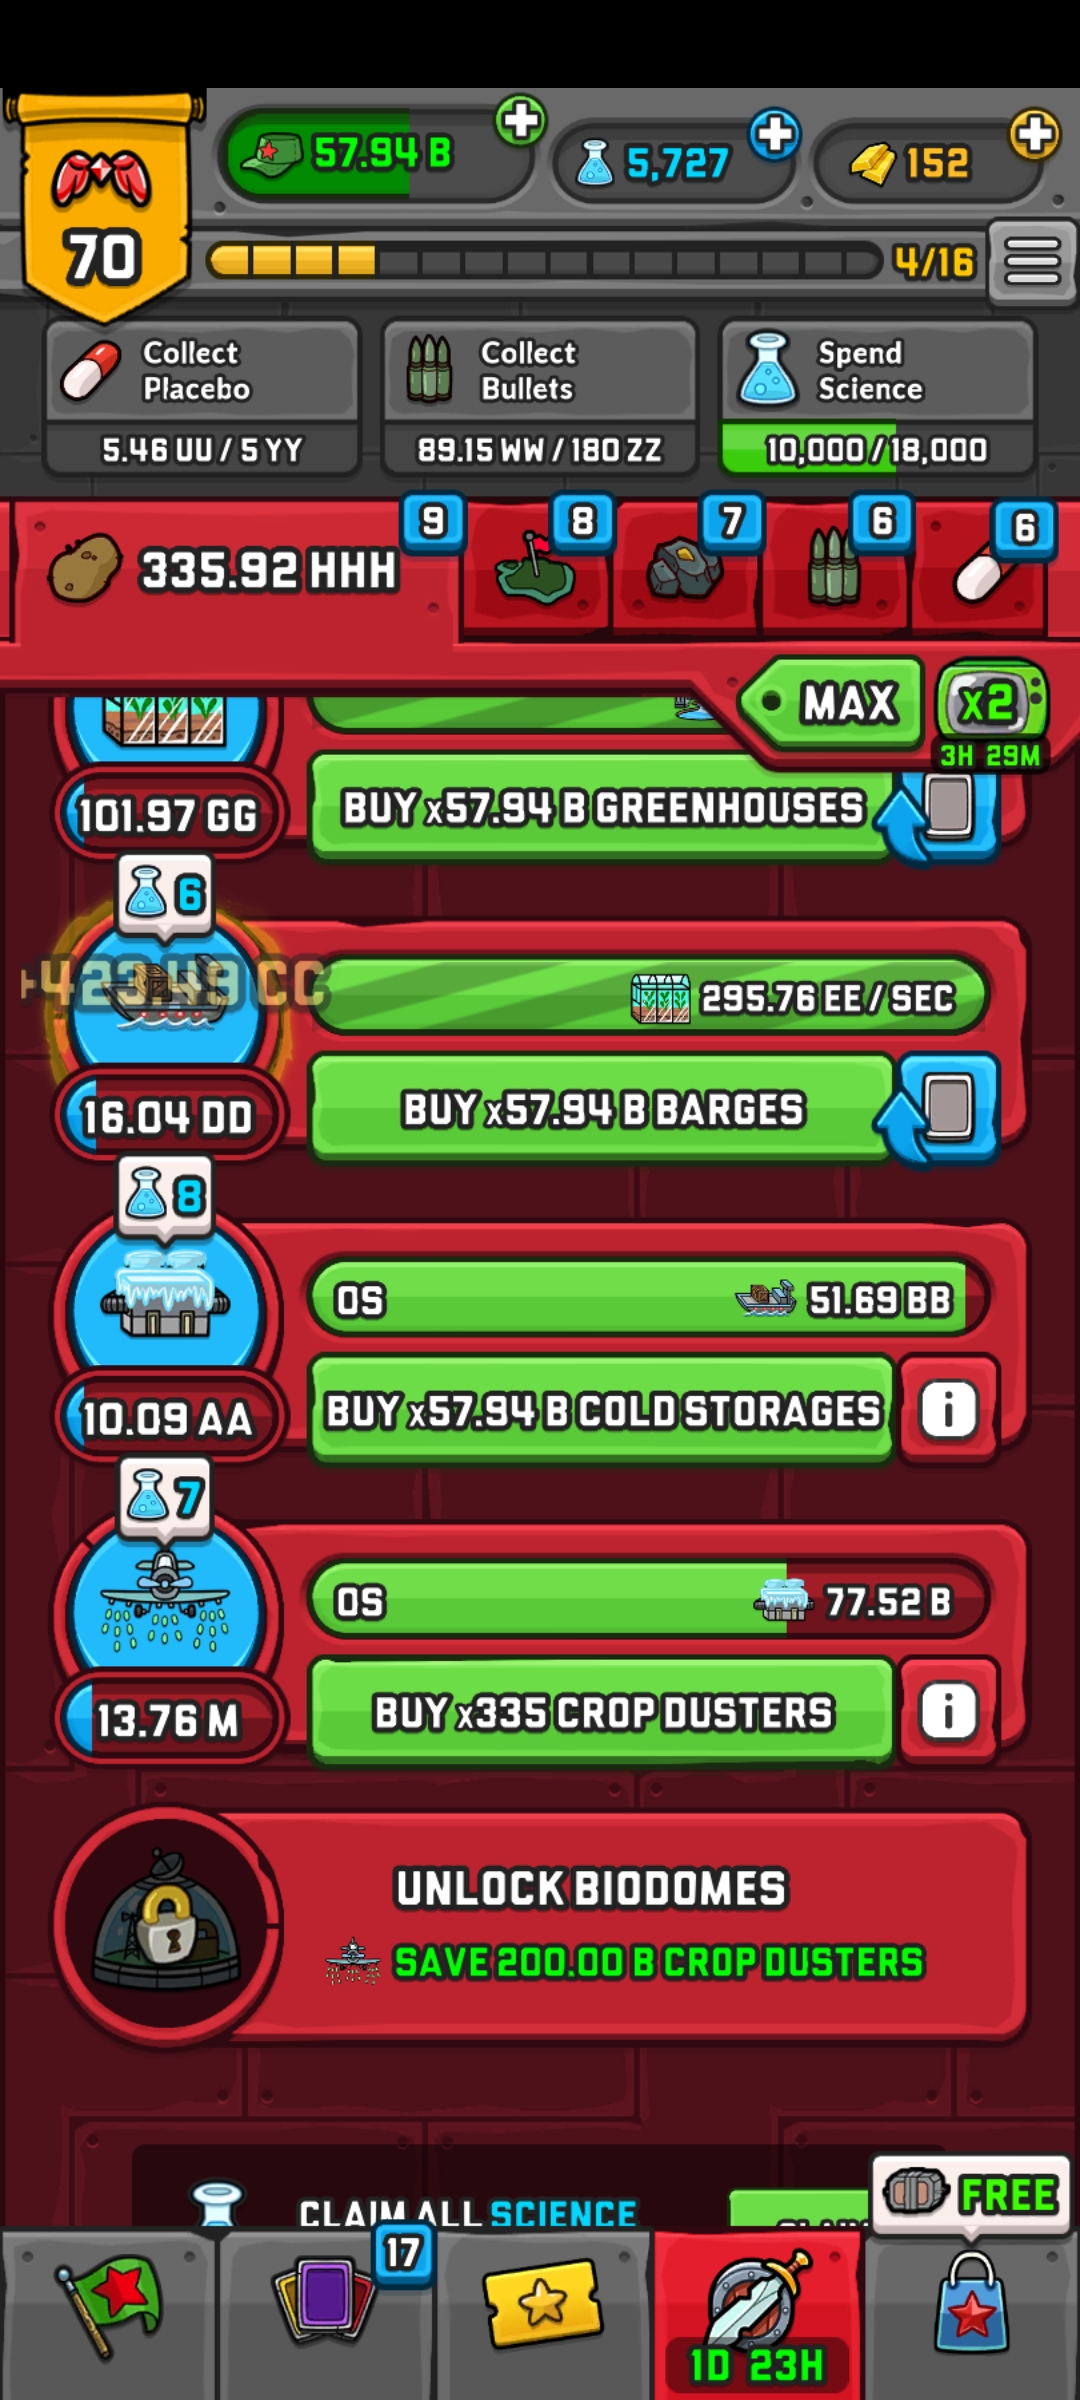 57.94 B
5,727
152
70
4/16
Collect
Placebo
5.46 UU / 5 YY
Collect
Bullets
89.15 WW / 180 ZZ
Spend
Science
10,000 / 18,000
335.92 HHH
9
8
7
6
6
MAX
x2
3H 29M
101.97 GG
BUY x57.94 B GREENHOUSES
6
+423.49 CC
295.76 EE / SEC
16.04 DD
BUY x57.94 B BARGES
8
0S
51.69 BB
10.09 AA
BUY x57.94 B COLD STORAGES
i
7
0S
77.52 B
13.76 M
BUY x335 CROP DUSTERS
i
UNLOCK BIODOMES
SAVE 200.00 B CROP DUSTERS
CLAIM ALL SCIENCE
FREE
17
1D 23H